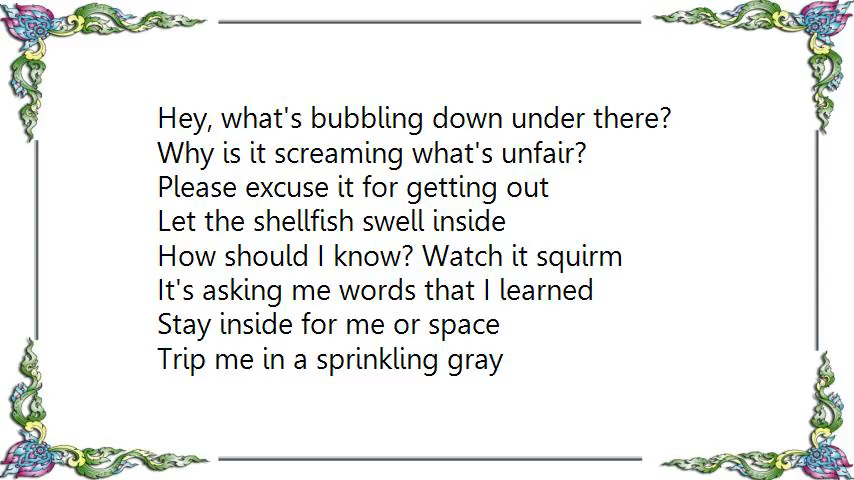 Hey, what's bubbling down under there?
Why is it screaming what's unfair?
Please excuse it for getting out
Let the shellfish swell inside
How should I know? Watch it squirm
It's asking me words that I learned
Stay inside for me or space
Trip me in a sprinkling gray